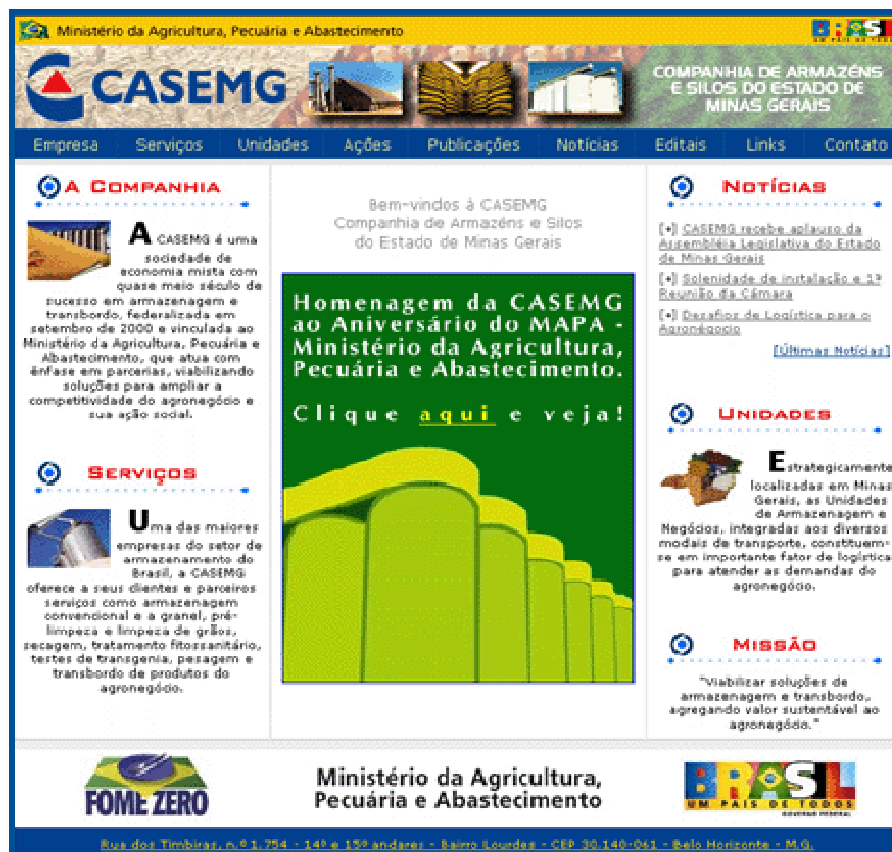 Ministério da Agricultura, Pecuária e Abastecimento
BRASIL
UM PAÍS DE TODOS
CASEMG
COMPANHIA DE ARMAZÉNS
E SILOS DO ESTADO DE
MINAS GERAIS
Empresa Serviços Unidades Ações Publicações Notícias Editais Links Contato
A COMPANHIA
A CASEMG é uma
sociedade de
economia mista com
quase meio século de
sucesso em armazenagem e
transbordo, federalizada em
setembro de 2000 e vinculada ao
Ministério da Agricultura, Pecuária e
Abastecimento, que atua com
ênfase em parcerias, viabilizando
soluções para ampliar a
competitividade do agronegócio e
sua ação social.
SERVIÇOS
Uma das maiores
empresas do setor de
armazenamento do
Brasil, a CASEMG
oferece a seus clientes e parceiros
serviços como armazenagem
convencional e a granel, pré-
limpeza e limpeza de grãos,
secagem, tratamento fitossanitário,
testes de transgenia, pesagem e
transbordo de produtos do
agronegócio.
Bem-vindos à CASEMG
Companhia de Armazéns e Silos
do Estado de Minas Gerais
Homenagem da CASEMG
ao Aniversário do MAPA -
Ministério da Agricultura,
Pecuária e Abastecimento.
Clique aqui e veja!
NOTÍCIAS
[+] CASEMG recebe aplauso da
Assembléia Legislativa do Estado
de Minas Gerais
[+] Solenidade de instalação e 1ª
Reunião da Câmara
[+] Desafios de Logística para o
Agronégocio
[Últimas Notícias]
UNIDADES
Estrategicamente
localizadas em Minas
Gerais, as Unidades
de Armazenagem e
Negócios, integradas aos diversos
modais de transporte, constituem-
se em importante fator de logística
para atender as demandas do
agronegócio.
MISSÃO
"Viabilizar soluções de
armazenagem e transbordo,
agregando valor sustentável ao
agronegócio."
FOME ZERO
Ministério da Agricultura,
Pecuária e Abastecimento
BRASIL
UM PAÍS DE TODOS
GOVERNO FEDERAL
Rua dos Timbiras, n.º 1.754 - 14º e 15º andares - Bairro Lourdes - CEP 30.140-061 - Belo Horizonte - M.G.